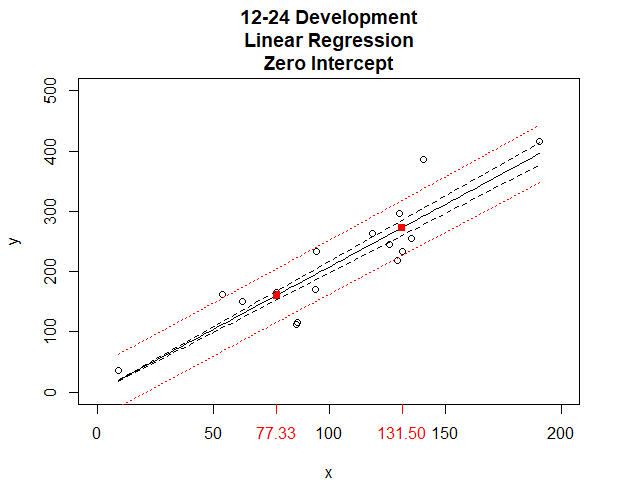 12-24 Development
Linear Regression
Zero Intercept
500
400
300
200
100
0
y
0 50 77.33 100 131.50 150 200
x